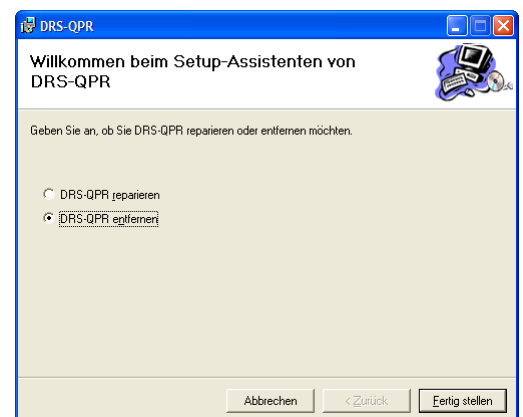 DRS-QPR
Willkommen beim Setup-Assistenten von
DRS-QPR
Geben Sie an, ob Sie DRS-QPR reparieren oder entfernen möchten.
DRS-QPR reparieren
DRS-QPR entfernen
Abbrechen
< Zurück
Fertig stellen